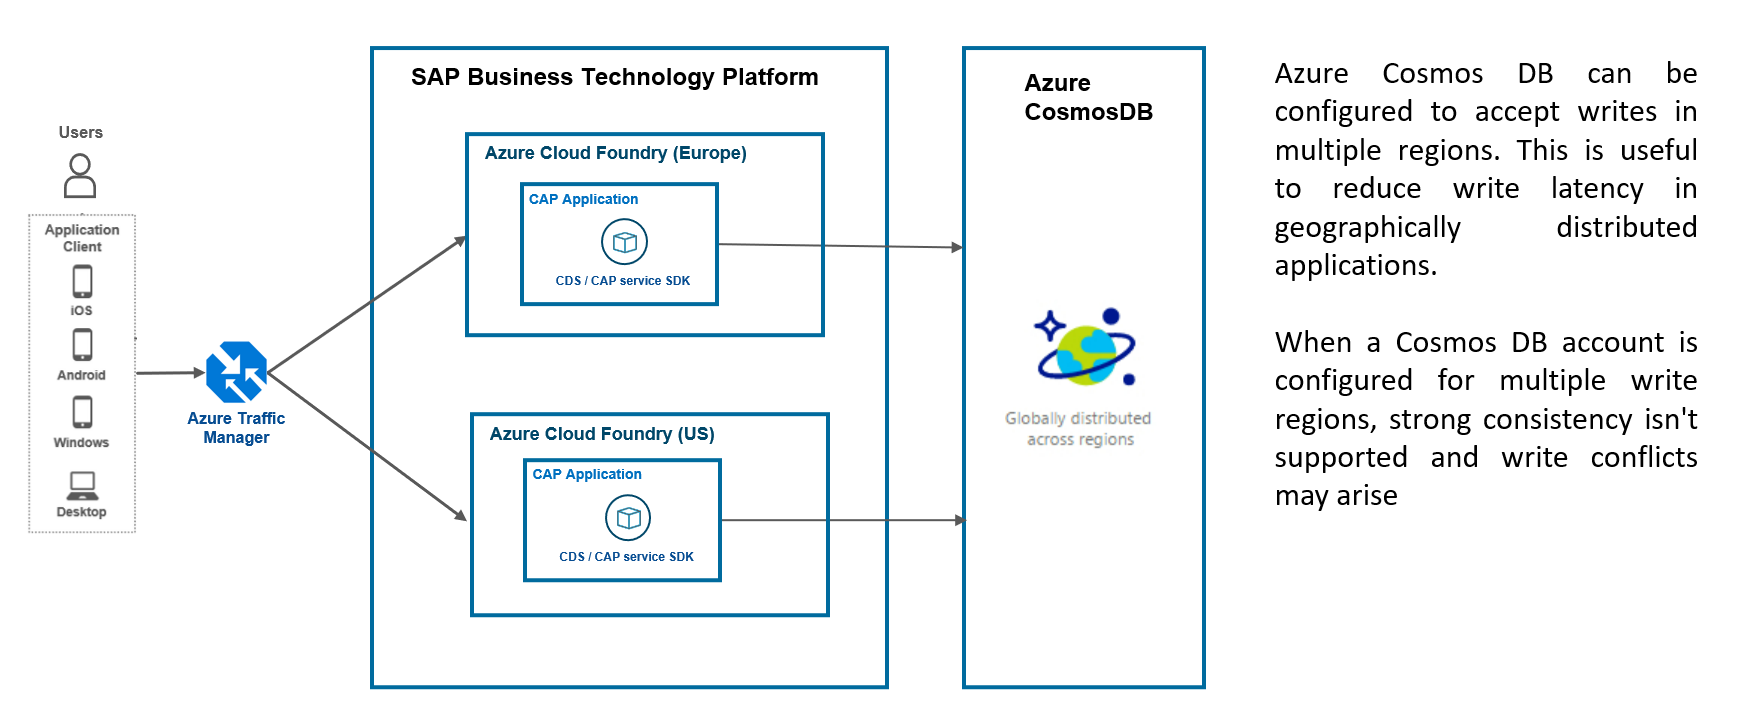 Users
Application
Client
iOS
Android
Windows
Desktop
Azure Traffic
Manager
SAP Business Technology Platform
Azure Cloud Foundry (Europe)
CAP Application
CDS / CAP service SDK
Azure Cloud Foundry (US)
CAP Application
CDS / CAP service SDK
Azure
CosmosDB
Globally distributed
across regions
Azure Cosmos DB can be
configured to accept writes in
multiple regions. This is useful
to reduce write latency in
geographically distributed
applications.
When a Cosmos DB account is
configured for multiple write
regions, strong consistency isn't
supported and write conflicts
may arise